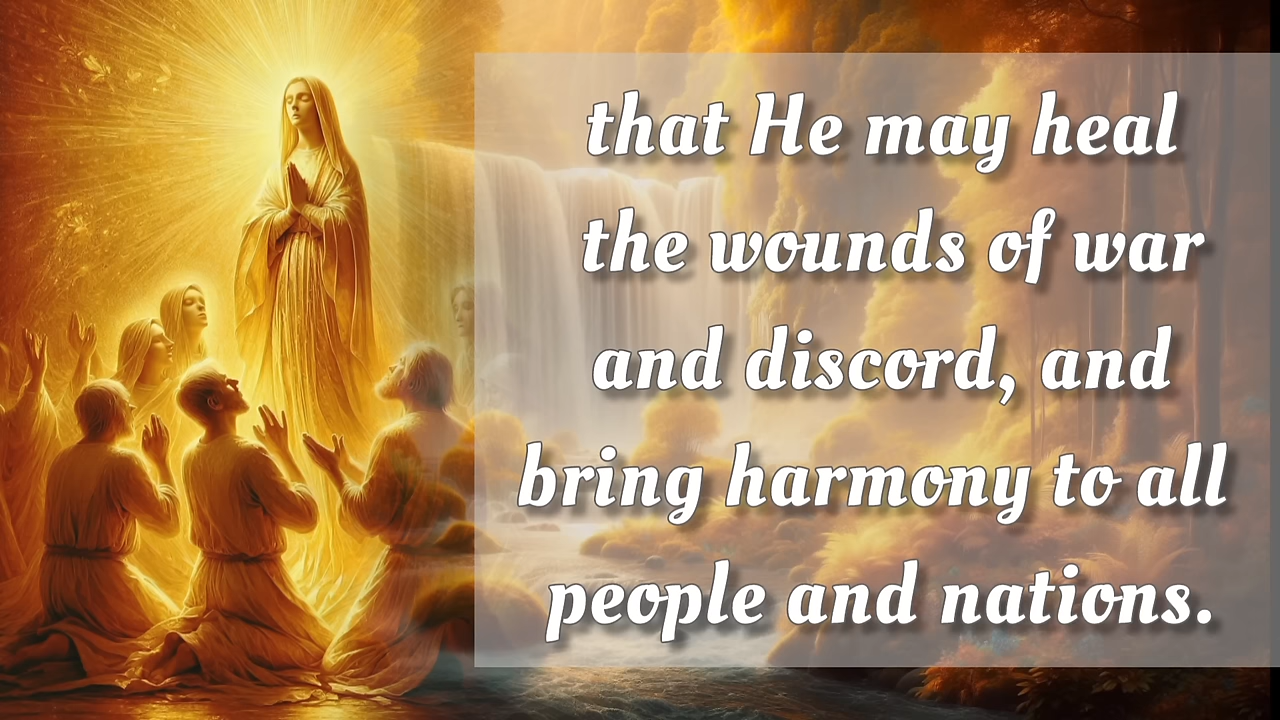 that He may heal
the wounds of war
and discord, and
bring harmony to all
people and nations.